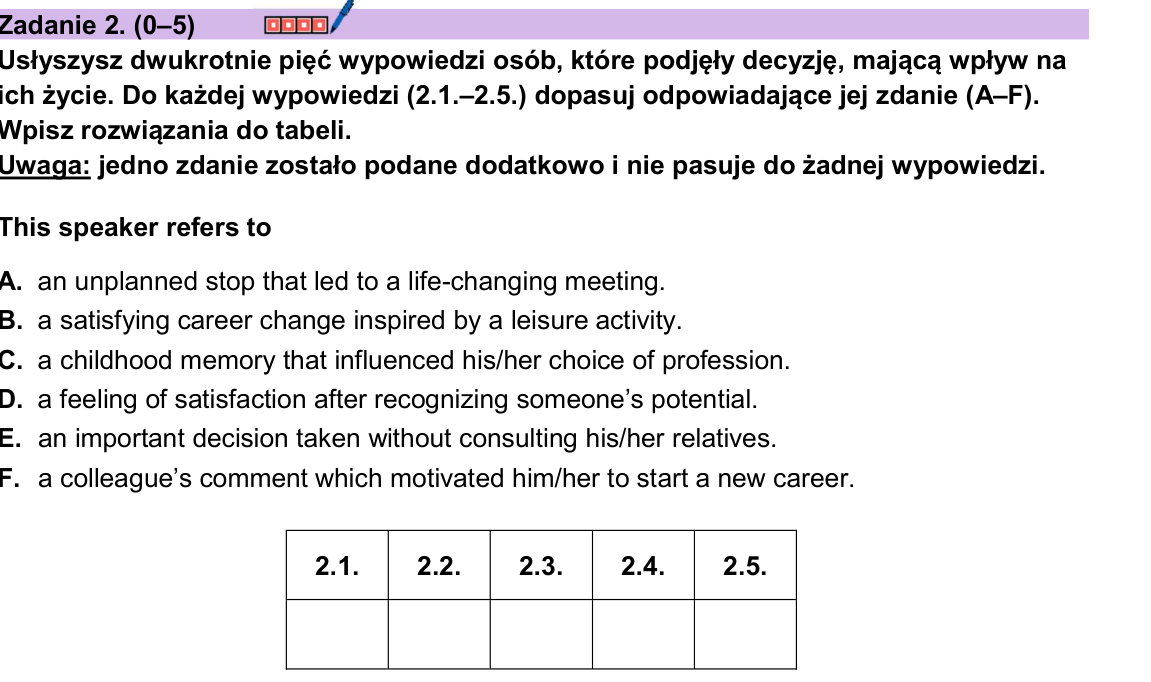 Zadanie 2. (0–5)
Usłyszysz dwukrotnie pięć wypowiedzi osób, które podjęły decyzję, mającą wpływ na
ich życie. Do każdej wypowiedzi (2.1.–2.5.) dopasuj odpowiadające jej zdanie (A–F).
Wpisz rozwiązania do tabeli.
Uwaga: jedno zdanie zostało podane dodatkowo i nie pasuje do żadnej wypowiedzi.
This speaker refers to
A. an unplanned stop that led to a life-changing meeting.
B. a satisfying career change inspired by a leisure activity.
C. a childhood memory that influenced his/her choice of profession.
D. a feeling of satisfaction after recognizing someone’s potential.
E. an important decision taken without consulting his/her relatives.
F. a colleague’s comment which motivated him/her to start a new career.
2.1. 2.2. 2.3. 2.4. 2.5.